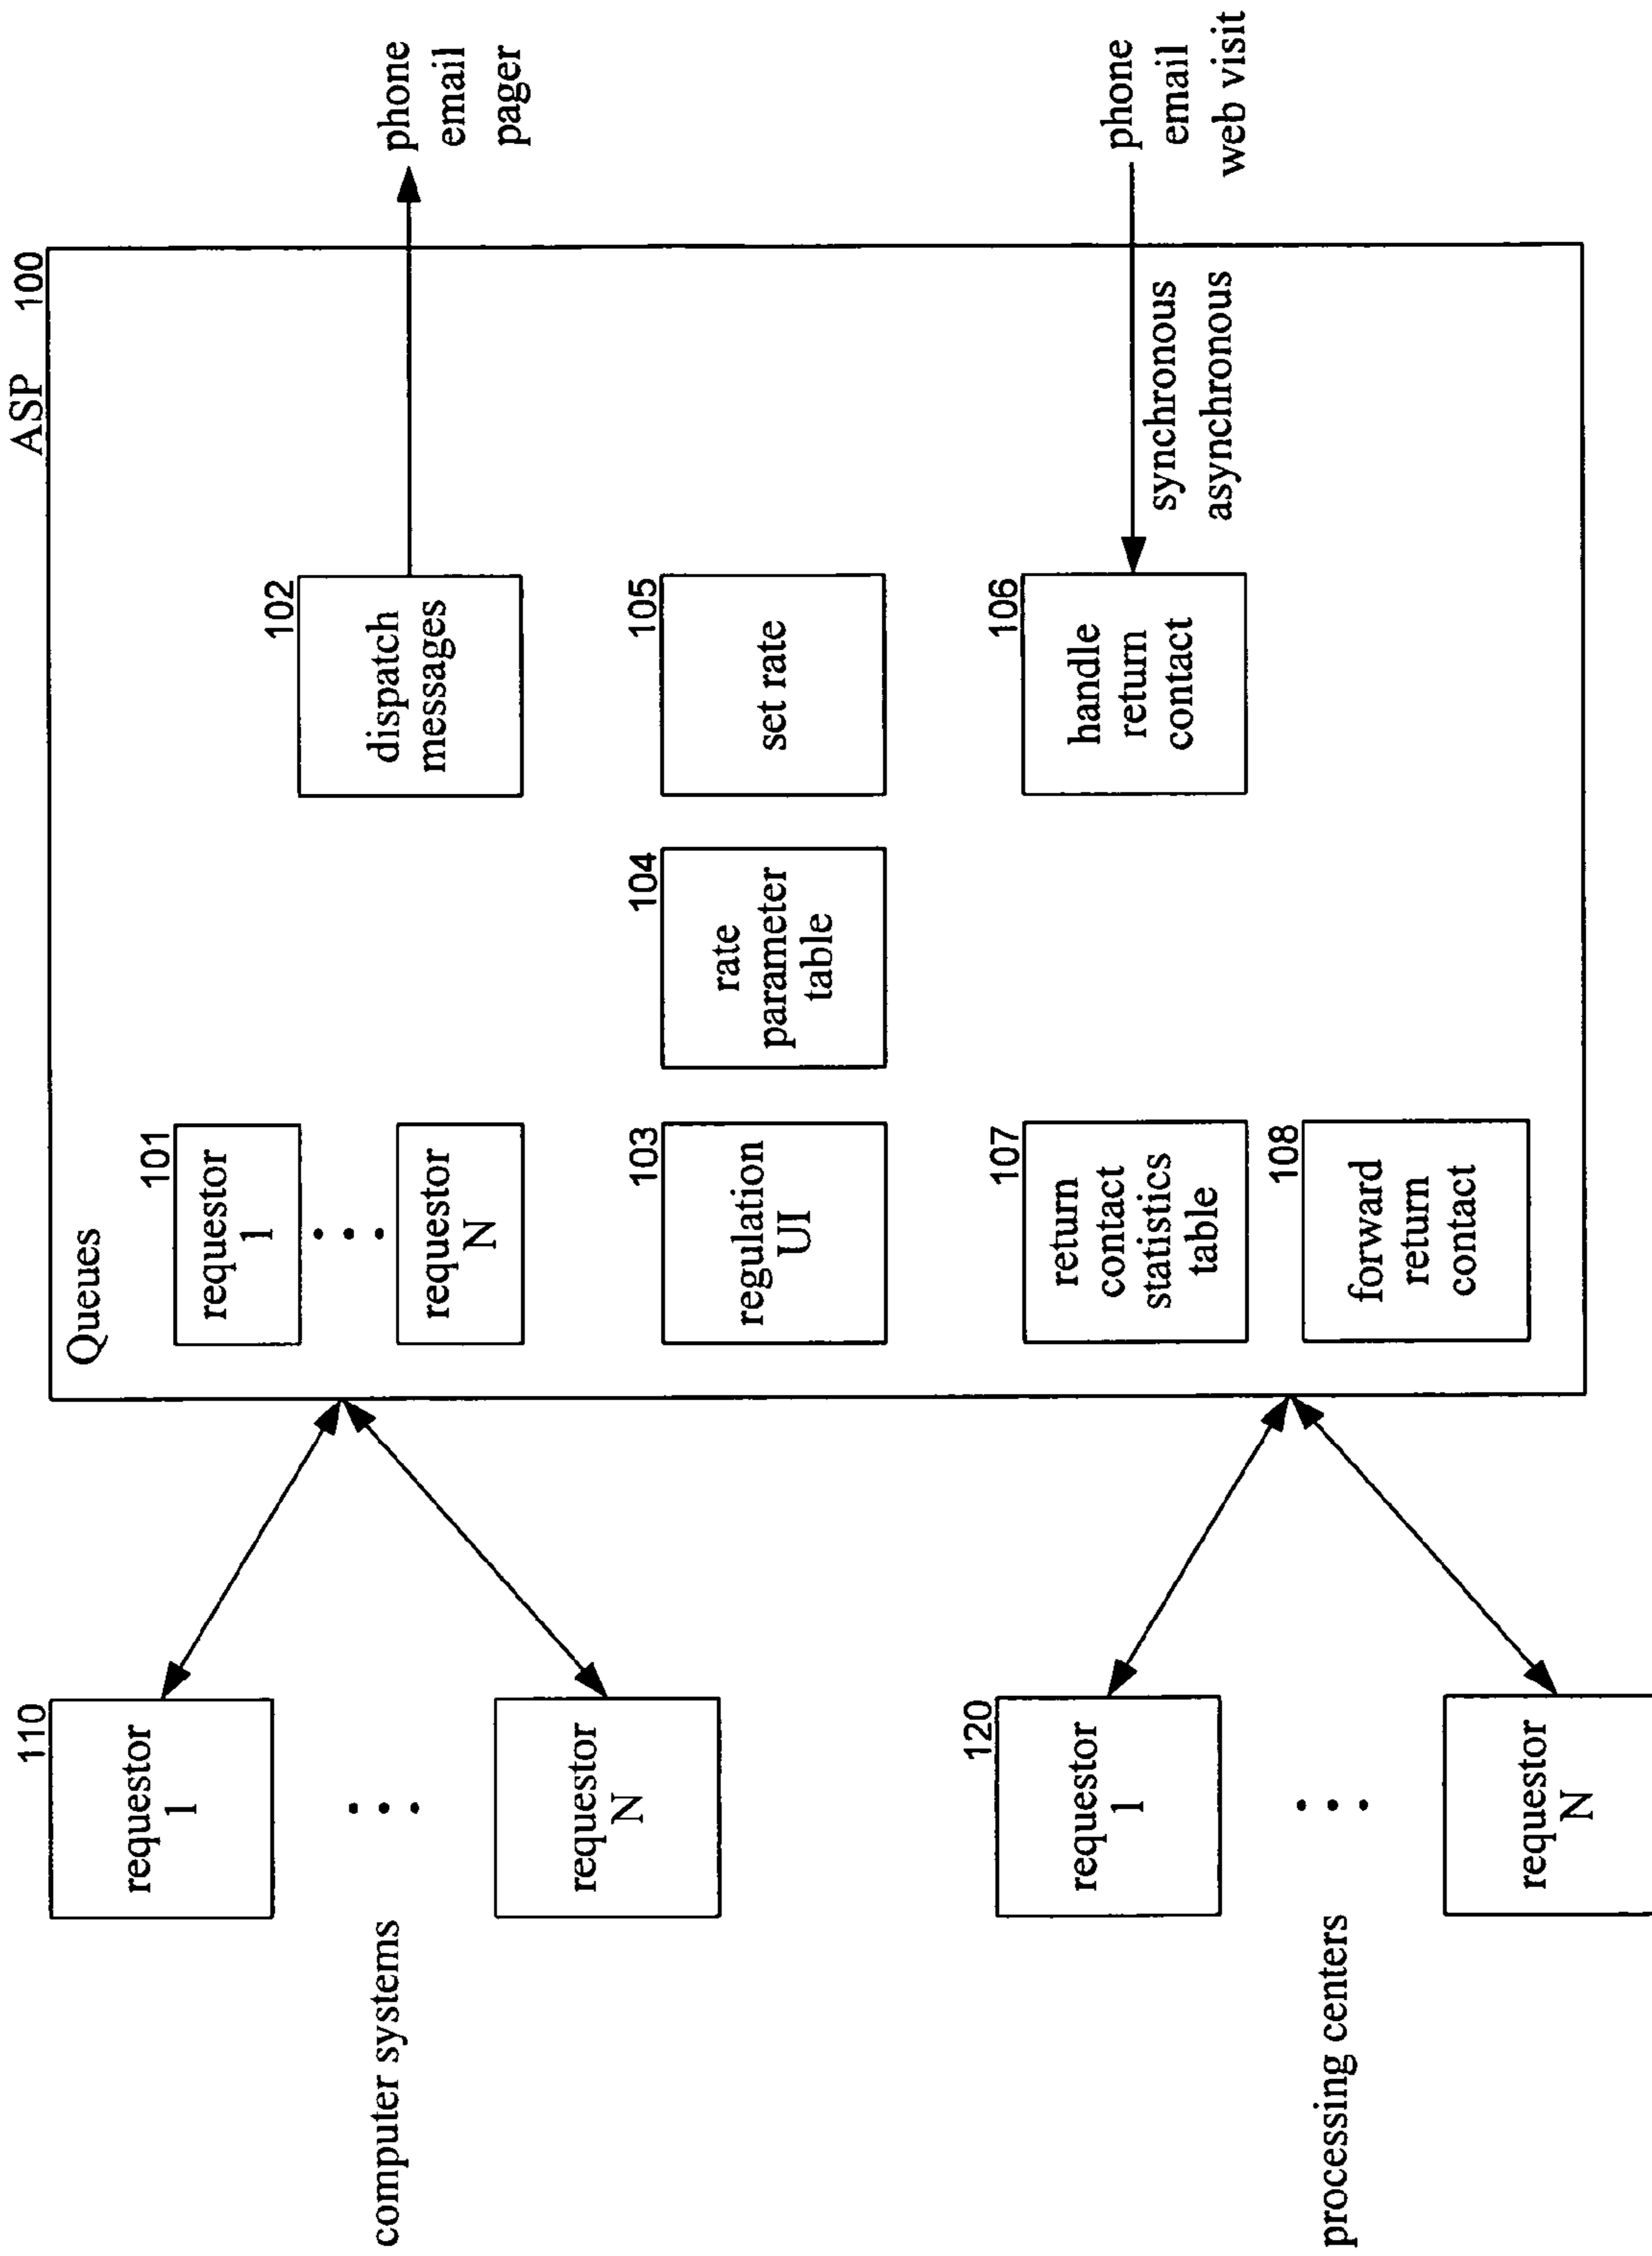 ASP 100
Queues
computer systems
110
requestor
1
requestor
N
101
requestor
1
requestor
N
102
dispatch
messages
phone
email
pager
103
regulation
UI
104
rate
parameter
table
105
set rate
processing centers
120
requestor
1
requestor
N
107
return
contact
statistics
table
108
forward
return
contact
106
handle
return
contact
synchronous
asynchronous
phone
email
web visit